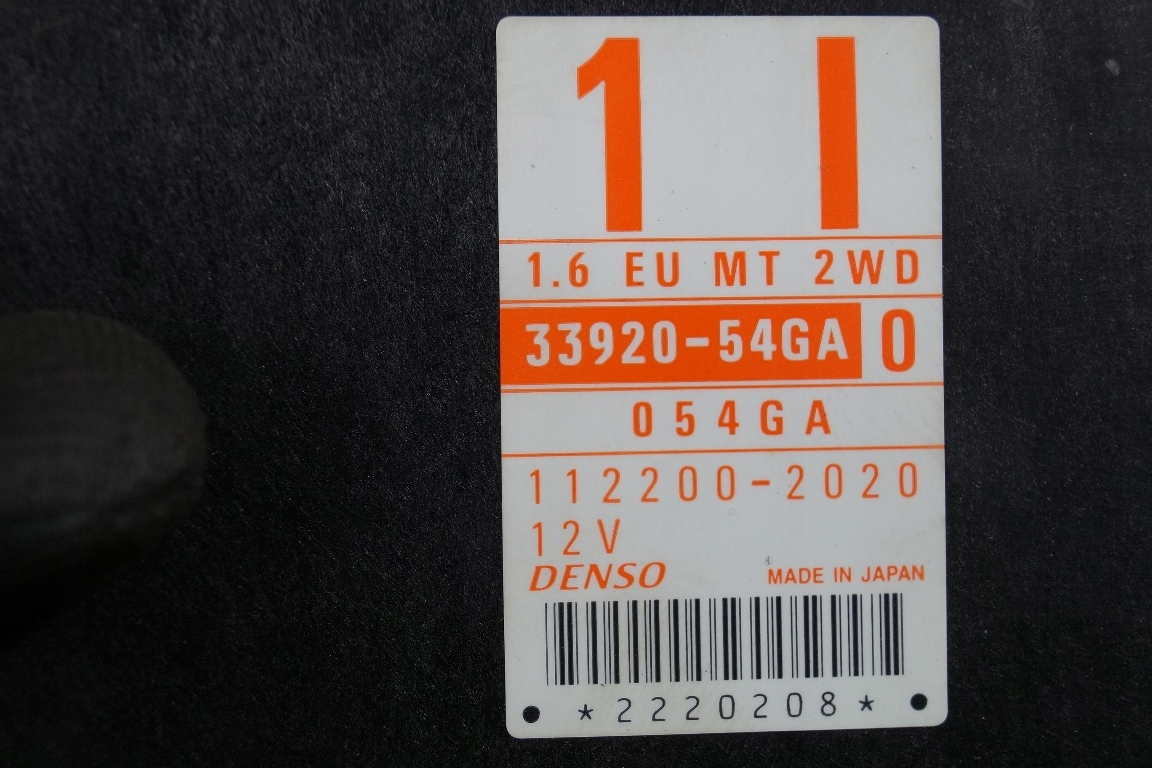 1 I
1.6 EU MT 2WD
33920-54GA 0
054GA
112200-2020
12V
DENSO MADE IN JAPAN
*2220208*